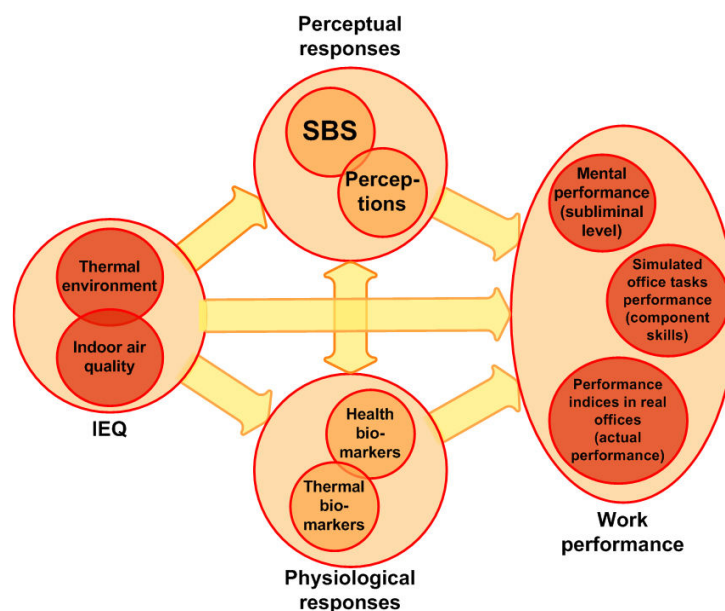 Perceptual
responses
SBS
Percep-
tions
Thermal
environment
Indoor air
quality
IEQ
Health
bio-
markers
Thermal
bio-
markers
Physiological
responses
Mental
performance
(subliminal
level)
Simulated
office tasks
performance
(component
skills)
Performance
indices in real
offices
(actual
performance)
Work
performance